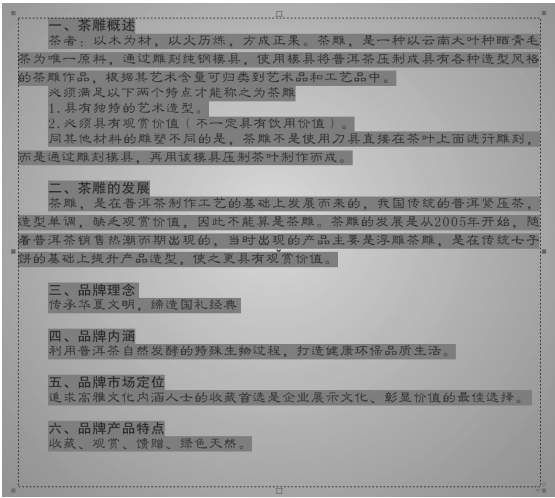 一、茶雕概述
茶者：以木为材，以火历炼，方成正果。茶雕，是一种以云南大叶种晒青毛
茶为唯一原料，通过雕刻纯钢模具，使用模具将普洱茶压制成具有各种造型风格
的茶雕作品，根据其艺术含量可归类到艺术品和工艺品中。
必须满足以下两个特点才能称之为茶雕
1.具有独特的艺术造型。
2.必须具有观赏价值（不一定具有饮用价值）。
同其他材料的雕塑不同的是，茶雕不是使用刀具直接在茶叶上面进行雕刻，
而是通过雕刻模具，再用该模具压制茶叶制作而成。
二、茶雕的发展
茶雕，是在普洱茶制作工艺的基础上发展而来的，我国传统的普洱紧压茶，
造型单调，缺乏观赏价值，因此不能算是茶雕。茶雕的发展是从2005年开始，随
着普洱茶销售热潮而期出现的，当时出现的产品主要是浮雕茶雕，是在传统七子
饼的基础上提升产品造型，使之更具有观赏价值。
三、品牌理念
传承华夏文明，缔造国礼经典
四、品牌内涵
利用普洱茶自然发酵的特殊生物过程，打造健康环保品质生活。
五、品牌市场定位
追求高雅文化内涵人士的收藏首选是企业展示文化、彰显价值的最佳选择。
六、品牌产品特点
收藏、观赏、馈赠、绿色天然。